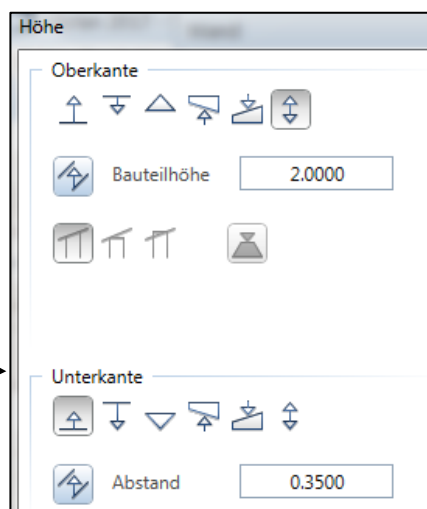 Höhe
Oberkante
Bauteilhöhe 2.0000
Unterkante
Abstand 0.3500